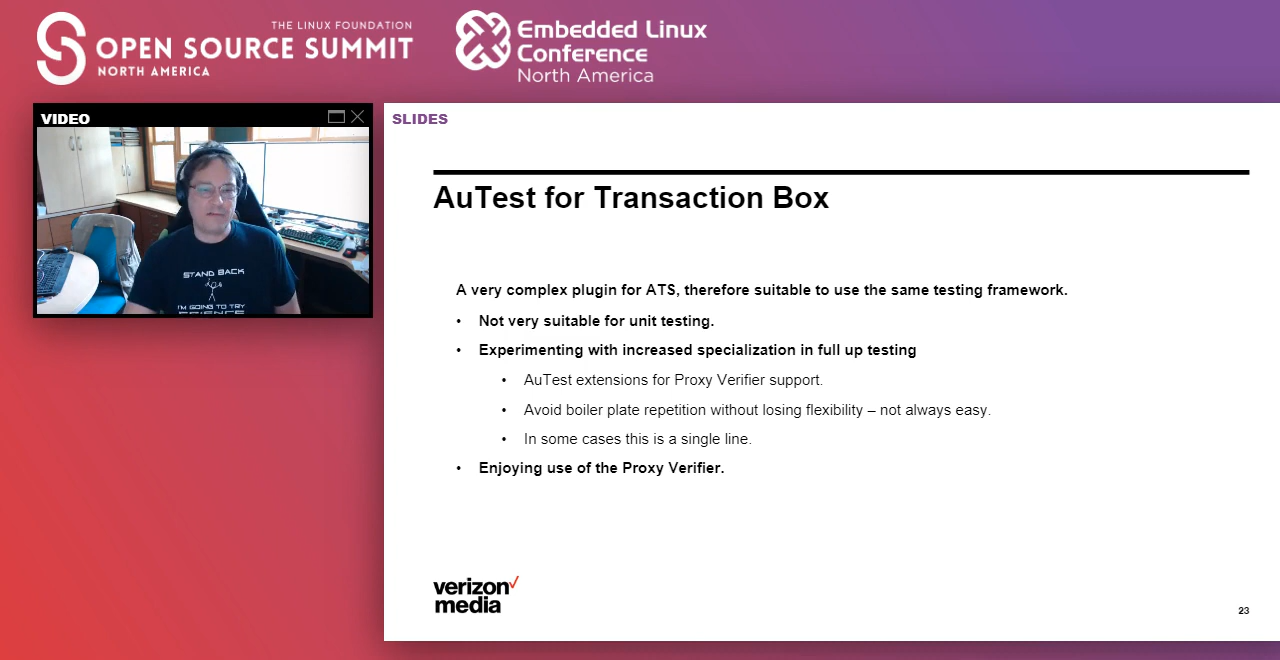 THE LINUX FOUNDATION
OPEN SOURCE SUMMIT
NORTH AMERICA
Embedded Linux
Conference
North America
VIDEO
STAND BACK
I'M GOING TO TRY
SCIENCE
SLIDES
AuTest for Transaction Box
A very complex plugin for ATS, therefore suitable to use the same testing framework.
• Not very suitable for unit testing.
• Experimenting with increased specialization in full up testing
• AuTest extensions for Proxy Verifier support.
• Avoid boiler plate repetition without losing flexibility – not always easy.
• In some cases this is a single line.
• Enjoying use of the Proxy Verifier.
verizon✓
media
23